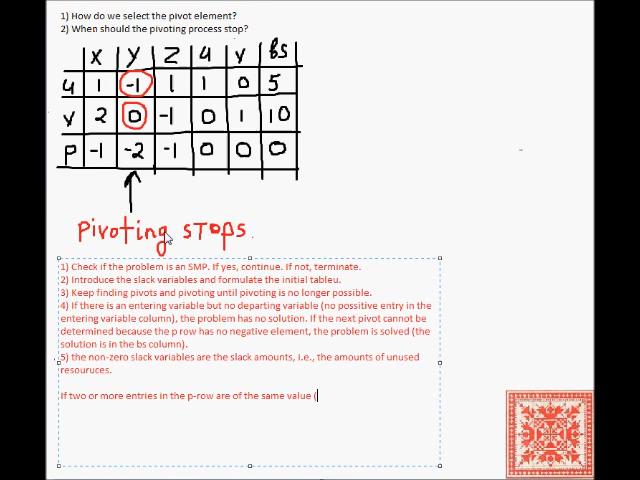 1) How do we select the pivot element?
2) When should the pivoting process stop?
X Y Z u v bs
u 1 -1 1 1 0 5
v 2 0 -1 0 1 10
P -1 -2 -1 0 0 0
Pivoting stops.
1) Check if the problem is an SMP. If yes, continue. If not, terminate.
2) Introduce the slack variables and formulate the initial tableu.
3) Keep finding pivots and pivoting until pivoting is no longer possible.
4) If there is an entering variable but no departing variable (no possitive entry in the
entering variable column), the problem has no solution. If the next pivot cannot be
determined because the p row has no negative element, the problem is solved (the
solution is in the bs column).
5) the non-zero slack variables are the slack amounts, i.e., the amounts of unused
resouruces.
If two or more entries in the p-row are of the same value (